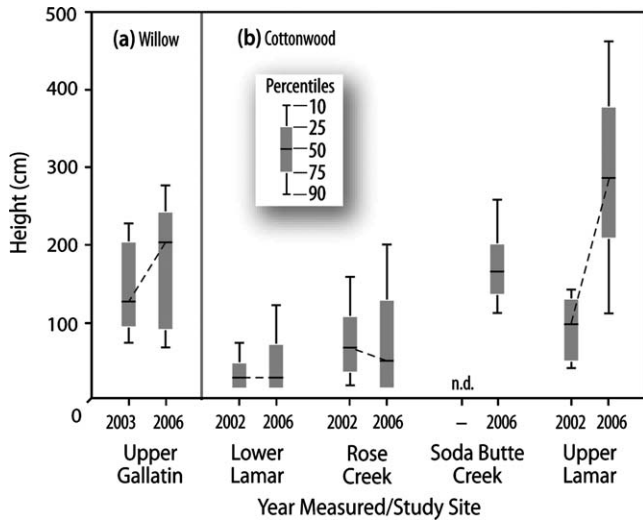 500
400
300
200
100
0
Height (cm)
(a) Willow
(b) Cottonwood
Percentiles
10
25
50
75
90
n.d.
2003 2006 2002 2006 2002 2006 – 2006 2002 2006
Upper Gallatin
Lower Lamar
Rose Creek
Soda Butte Creek
Upper Lamar
Year Measured/Study Site